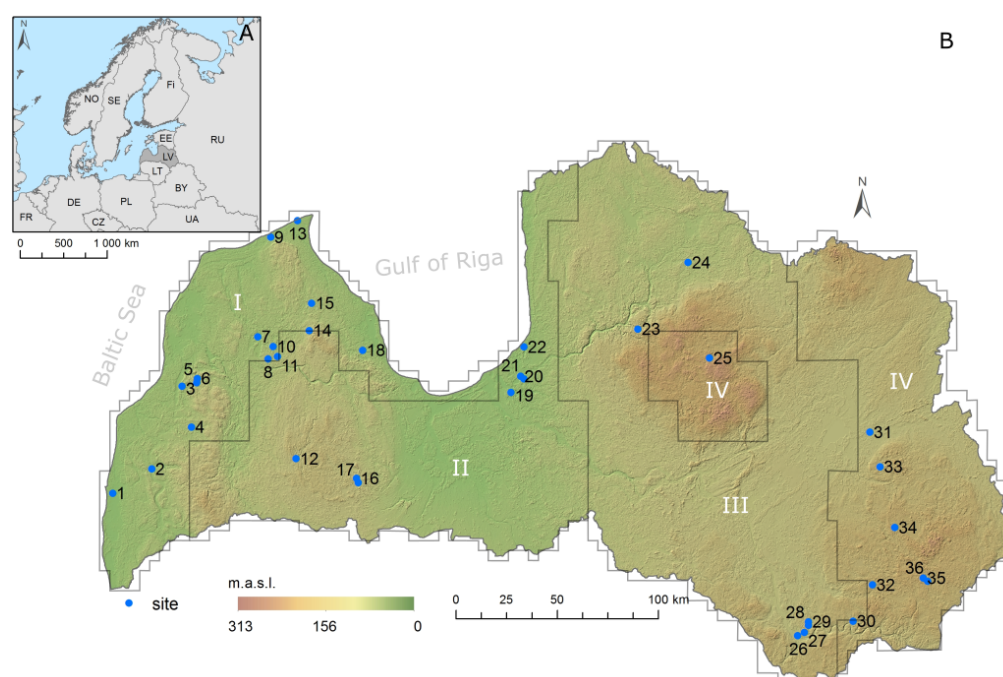 N
A
NO
SE
Fi
RU
EE
LV
LT
BY
DE
PL
UA
CZ
FR
0 500 1 000 km
B
N
Baltic Sea
Gulf of Riga
I
II
III
IV
IV
1
2
3
4
5
6
7
8
9
10
11
12
13
14
15
16
17
18
19
20
21
22
23
24
25
26
27
28
29
30
31
32
33
34
35
36
site
m.a.s.l.
313 156 0
0 50 100 km